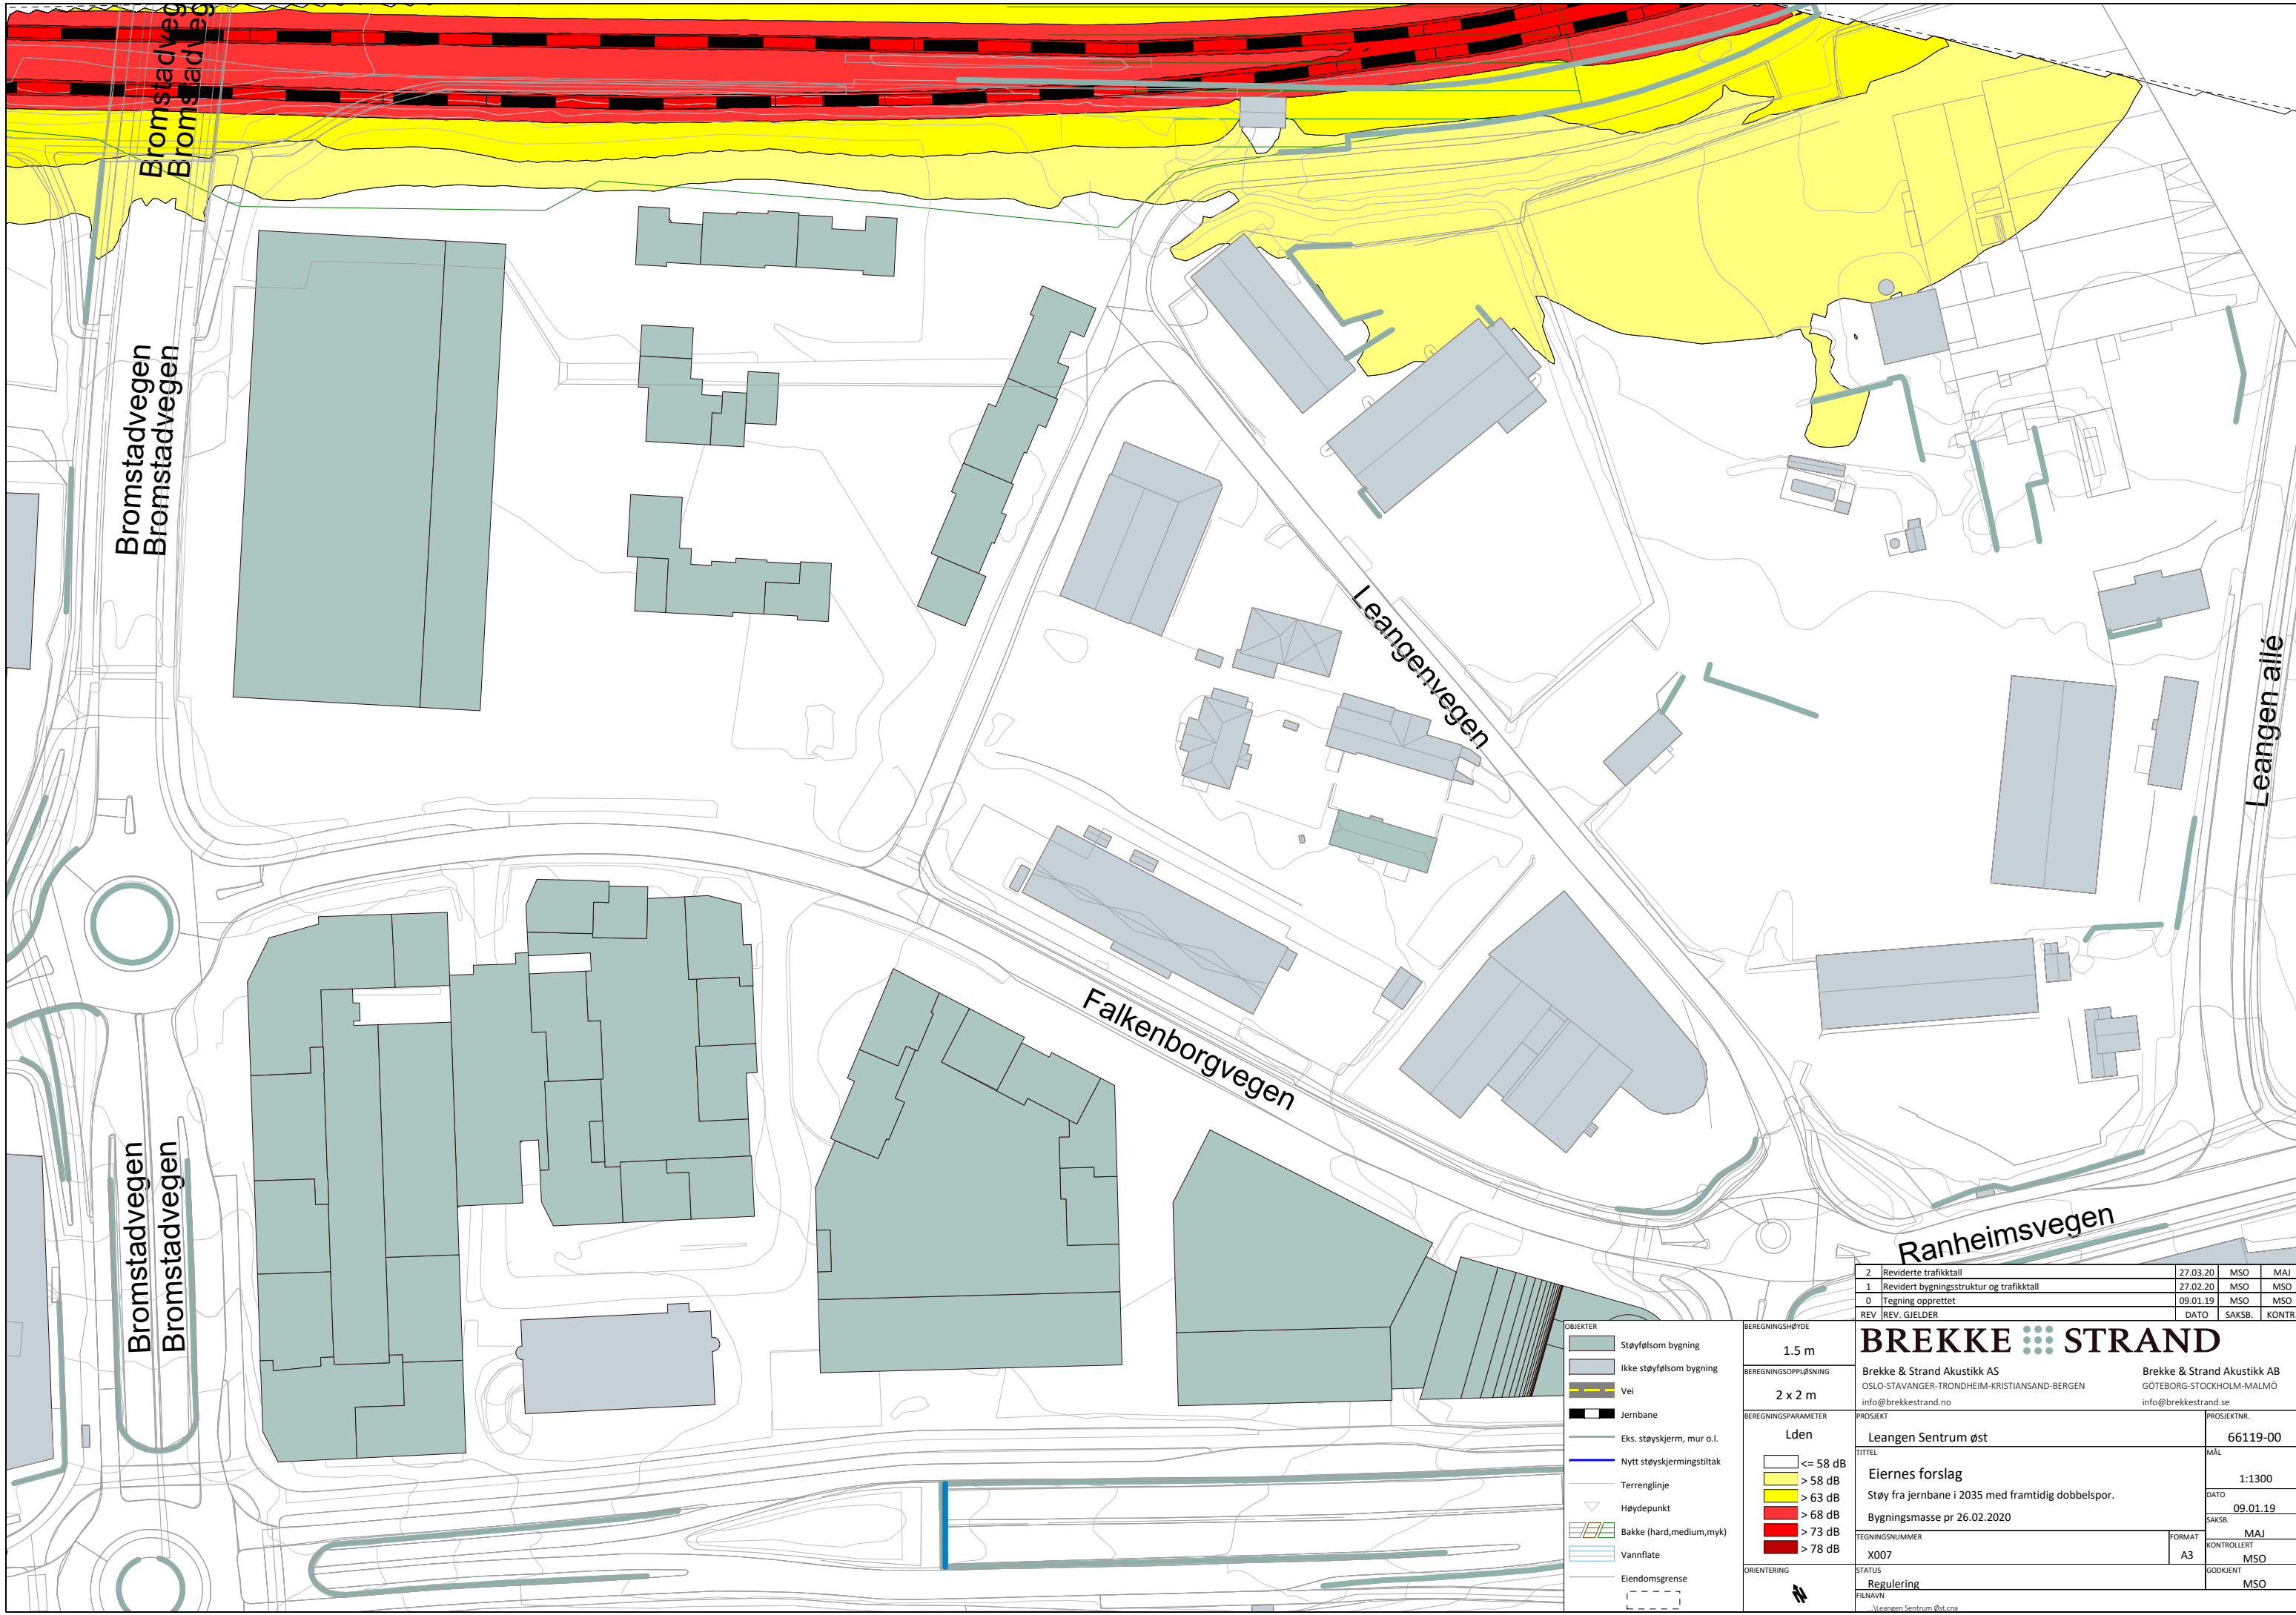 Bromstadveg
Bromstadveg
Bromstadvegen
Bromstadvegen
Leangenvegen
Leangen allé
Falkenborgvegen
Bromstadvegen
Bromstadvegen
Ranheimsvegen
2 Reviderte trafikktall 27.03.20 MSO MAJ
1 Revidert bygningsstruktur og trafikktall 27.02.20 MSO MSO
0 Tegning opprettet 09.01.19 MSO MSO
REV REV. GJELDER DATO SAKSB. KONTR
OBJEKTER
Støyfølsom bygning
Ikke støyfølsom bygning
Vei
Jernbane
Eks. støyskjerm, mur o.l.
Nytt støyskjermingstiltak
Terrenglinje
Høydepunkt
Bakke (hard,medium,myk)
Vannflate
Eiendomsgrense
BEREGNINGSHØYDE
1.5 m
BEREGNINGSOPPLØSNING
2 x 2 m
BEREGNINGSPARAMETER
Lden
<= 58 dB
> 58 dB
> 63 dB
> 68 dB
> 73 dB
> 78 dB
ORIENTERING
N
BREKKE STRAND
Brekke & Strand Akustikk AS Brekke & Strand Akustikk AB
OSLO-STAVANGER-TRONDHEIM-KRISTIANSAND-BERGEN GÖTEBORG-STOCKHOLM-MALMÖ
info@brekkestrand.no info@brekkestrand.se
PROSJEKT PROSJEKTNR.
Leangen Sentrum øst 66119-00
TITTEL MÅL
Eiernes forslag 1:1300
Støy fra jernbane i 2035 med framtidig dobbelspor.
DATO
09.01.19
Bygningsmasse pr 26.02.2020
SAKSB.
MAJ
TEGNINGSNUMMER FORMAT KONTROLLERT
X007 A3 MSO
STATUS GODKJENT
Regulering MSO
FILNAVN
...\Leangen Sentrum Øst.cna